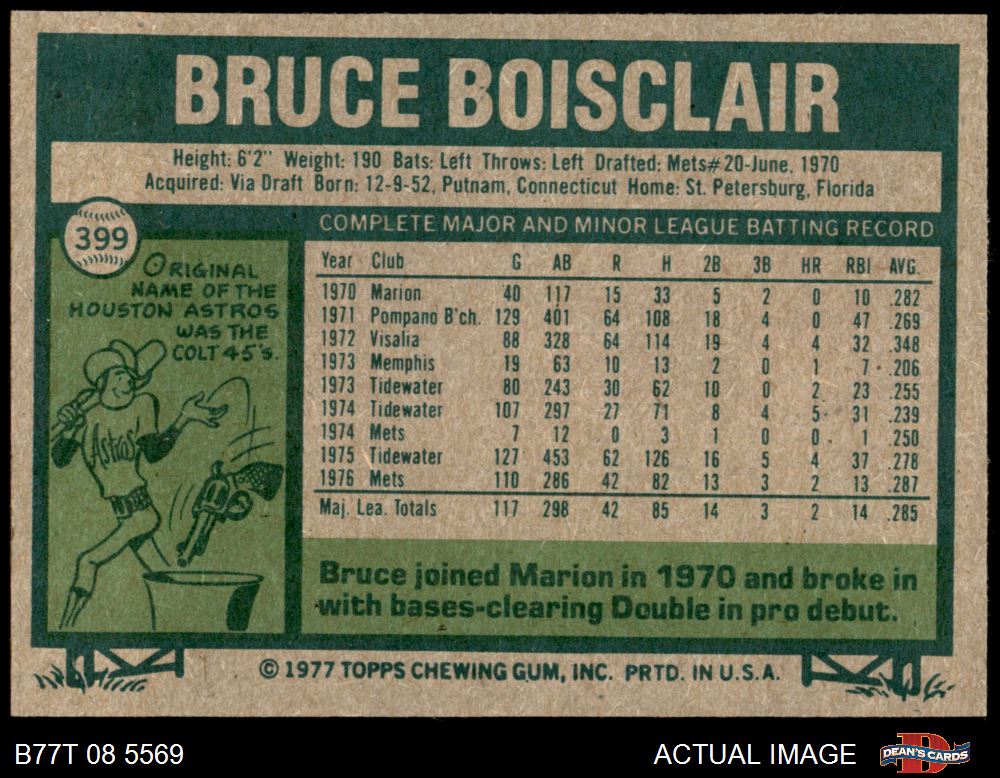 BRUCE BOISCLAIR
Height: 6'2" Weight: 190 Bats: Left Throws: Left Drafted: Mets#20-June, 1970
Acquired: Via Draft Born: 12-9-52, Putnam, Connecticut Home: St. Petersburg, Florida
399
ORIGINAL
NAME OF THE
HOUSTON ASTROS
WAS THE
COLT 45's.
Astros
COMPLETE MAJOR AND MINOR LEAGUE BATTING RECORD
Year Club G AB R H 2B 3B HR RBI AVG.
1970 Marion 40 117 15 33 5 2 0 10 .282
1971 Pompano B'ch. 129 401 64 108 18 4 0 47 .269
1972 Visalia 88 328 64 114 19 4 4 32 .348
1973 Memphis 19 63 10 13 2 0 1 7 .206
1973 Tidewater 80 243 30 62 10 0 2 23 .255
1974 Tidewater 107 297 27 71 8 4 5 31 .239
1974 Mets 7 12 0 3 1 0 0 1 .250
1975 Tidewater 127 453 62 126 16 5 4 37 .278
1976 Mets 110 286 42 82 13 3 2 13 .287
Maj. Lea. Totals 117 298 42 85 14 3 2 14 .285
Bruce joined Marion in 1970 and broke in
with bases-clearing Double in pro debut.
© 1977 TOPPS CHEWING GUM, INC. PRTD. IN U.S.A.
B77T 08 5569
ACTUAL IMAGE
D
DEAN'S CARDS